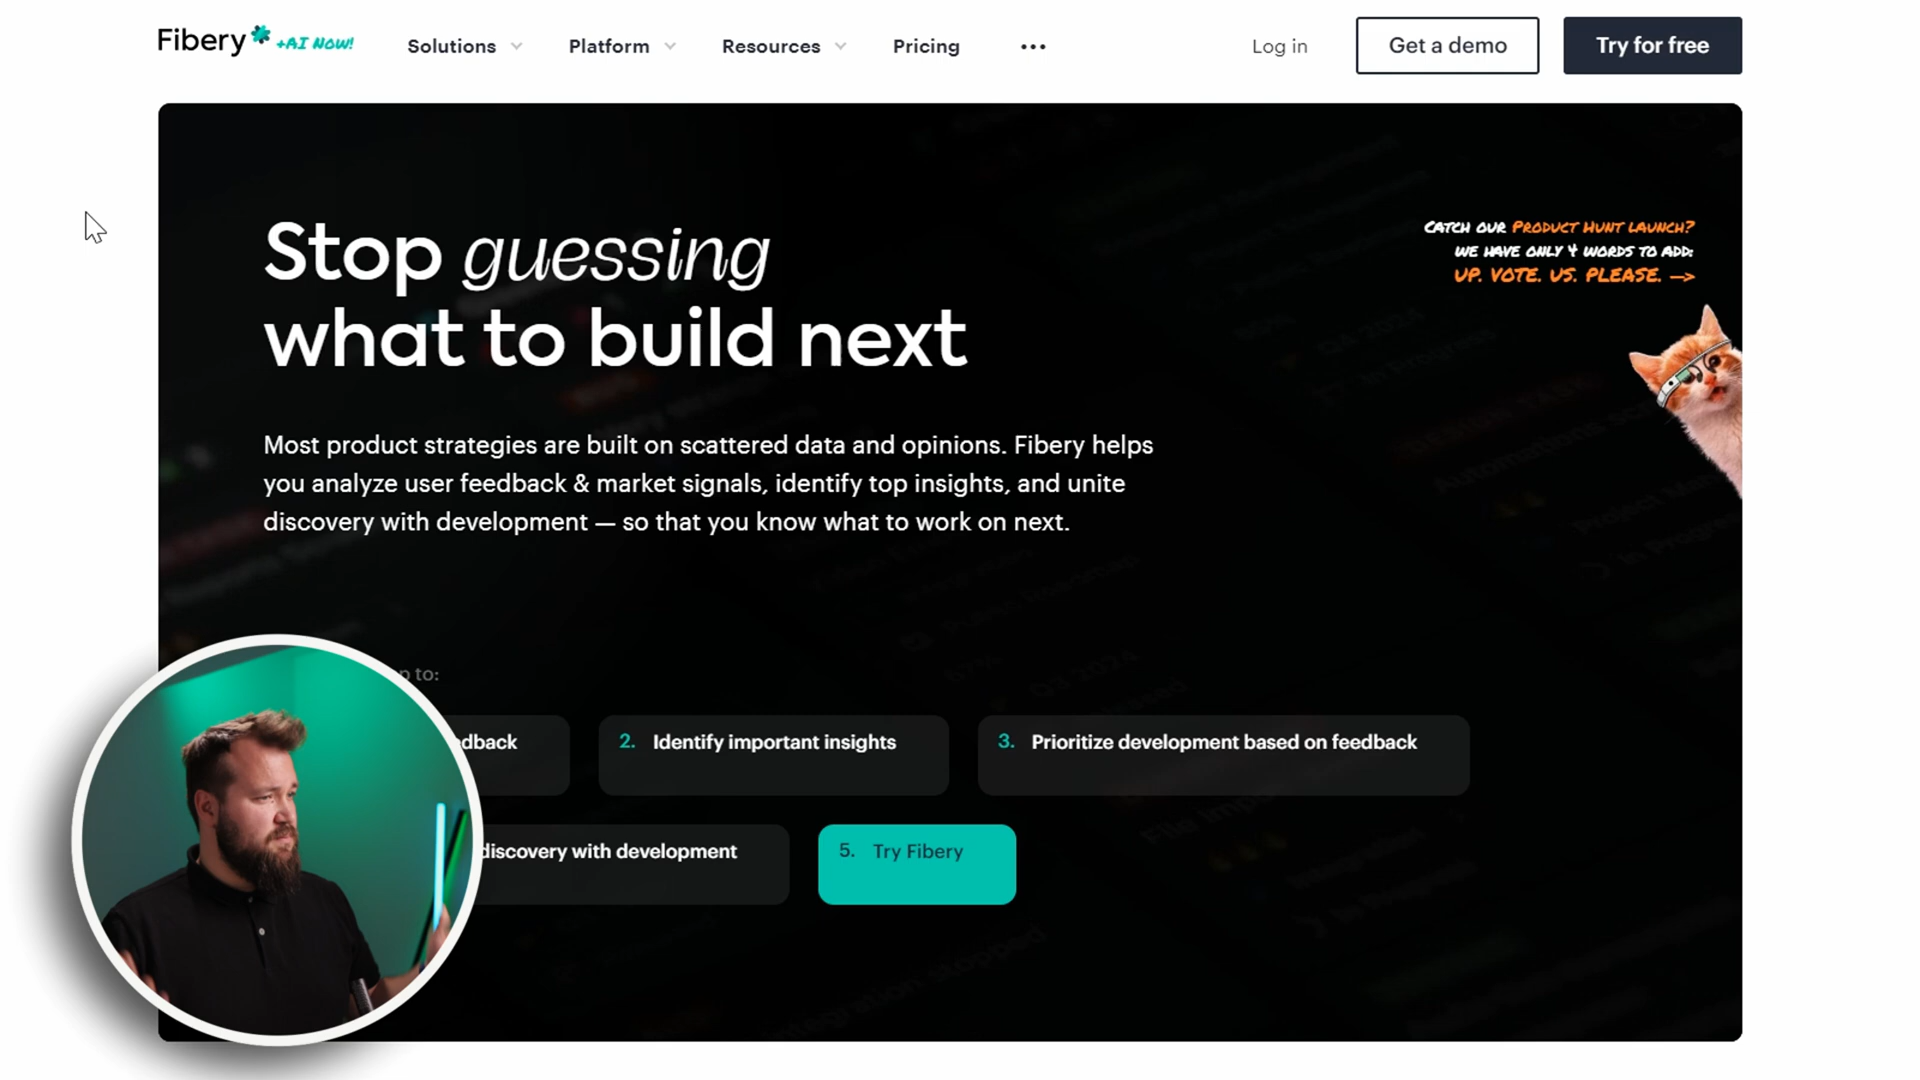 Fibery +AI NOW! Solutions Platform Resources Pricing ••• Log in Get a demo Try for free
Stop guessing
what to build next
CATCH OUR PRODUCT HUNT LAUNCH?
WE HAVE ONLY 4 WORDS TO ADD:
UP. VOTE. US. PLEASE. —>
Most product strategies are built on scattered data and opinions. Fibery helps
you analyze user feedback & market signals, identify top insights, and unite
discovery with development — so that you know what to work on next.
to:
2. Identify important insights
3. Prioritize development based on feedback
discovery with development
5. Try Fibery